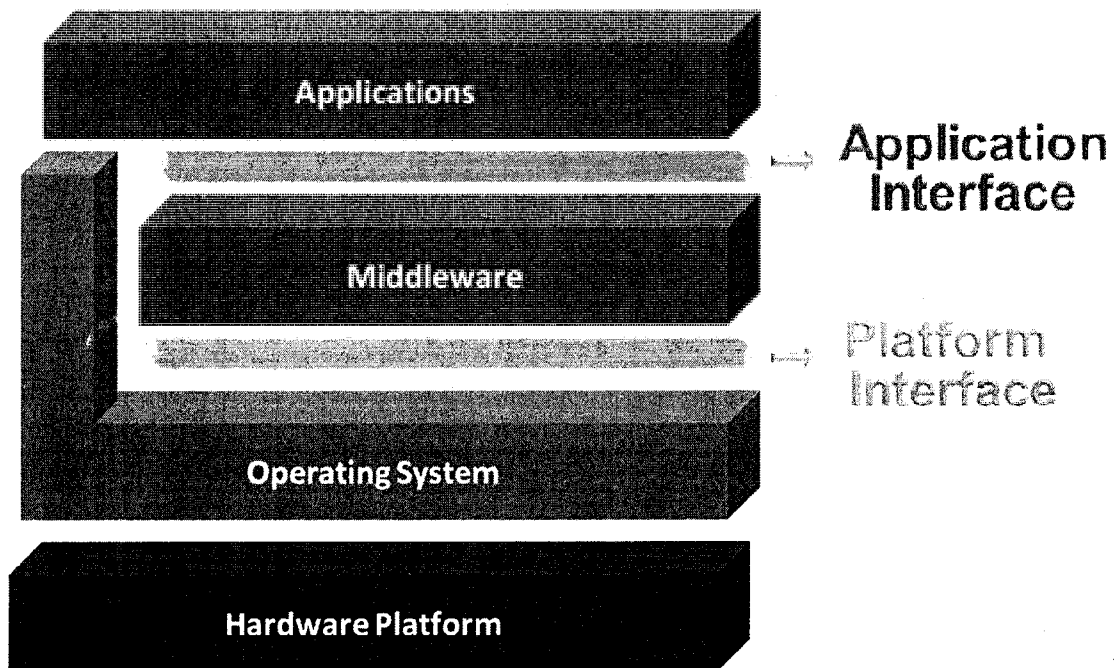 Applications
Application
Interface
Middleware
Platform
Interface
Operating System
Hardware Platform